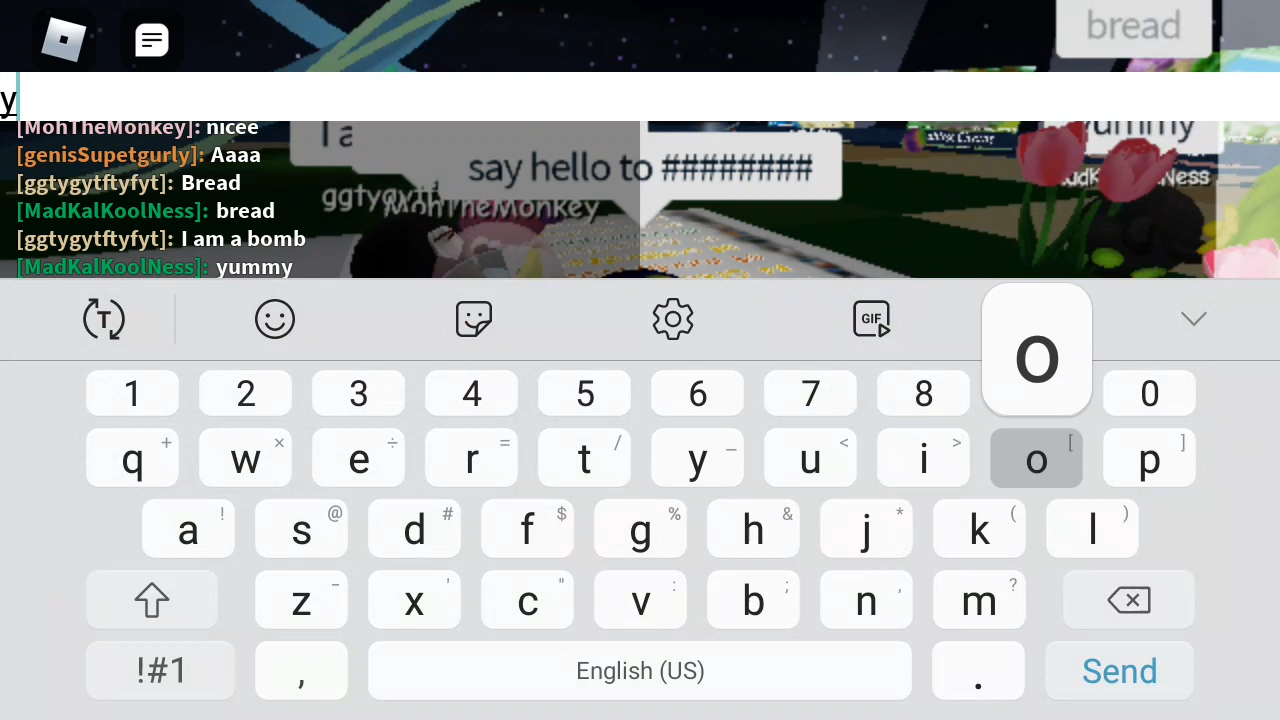 bread
y
[MohTheMonkey]: nicee
I a
yummy
[genisSupetgurly]: Aaaa
say hello to ########
[ggtygytftyfyt]: Bread
[MadKalKoolNess]: bread
MohTheMonkey
[ggtygytftyfyt]: I am a bomb
[MadKalKoolNess]: yummy
T
GIF
o
1 2 3 4 5 6 7 8 0
q + w × e ÷ r = t / y _ u < i > o [ p ]
a ! s @ d # f $ g % h & j * k ( l )
z - x ' c " v : b ; n , m ?
!#1 , English (US) . Send